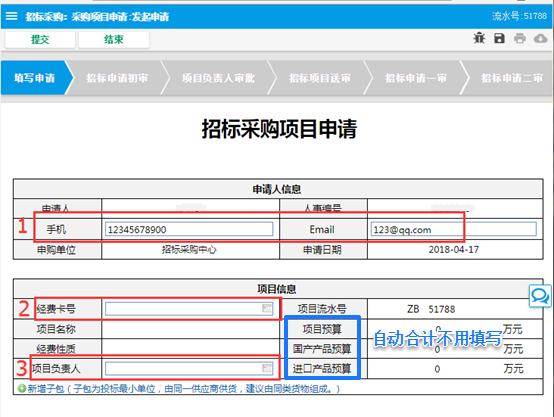 招标采购：采购项目申请:发起申请 流水号:51788
提交 结束
填写申请 招标申请初审 项目负责人审批 招标项目送审 招标申请一审 招标申请二审
招标采购项目申请
申请人信息
申请人 人事编号
1 手机 12345678900 Email 123@qq.com
申购单位 招标采购中心 申请日期 2018-04-17
项目信息
2 经费卡号 项目流水号 ZB 51788
项目名称 项目预算 0 万元
自动合计不用填写
经费性质 国产产品预算 0 万元
3 项目负责人 进口产品预算 0 万元
新增子包（子包为投标最小单位，由同一供应商供货，建议由同类货物组成。）